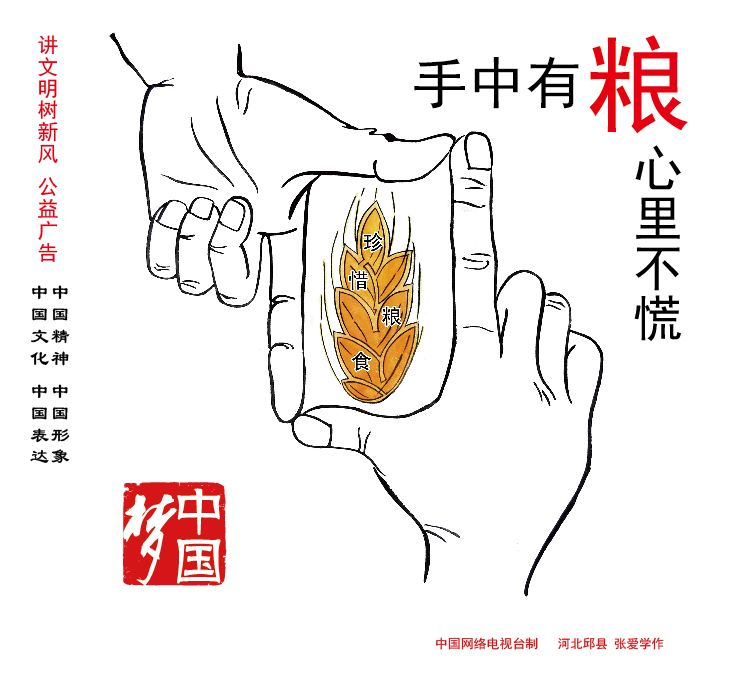 讲文明树新风 公益广告
中国精神 中国形象
中国文化 中国表达
手中有粮
心里不慌
珍惜粮食
中国梦
中国网络电视台制 河北邱县 张爱学作